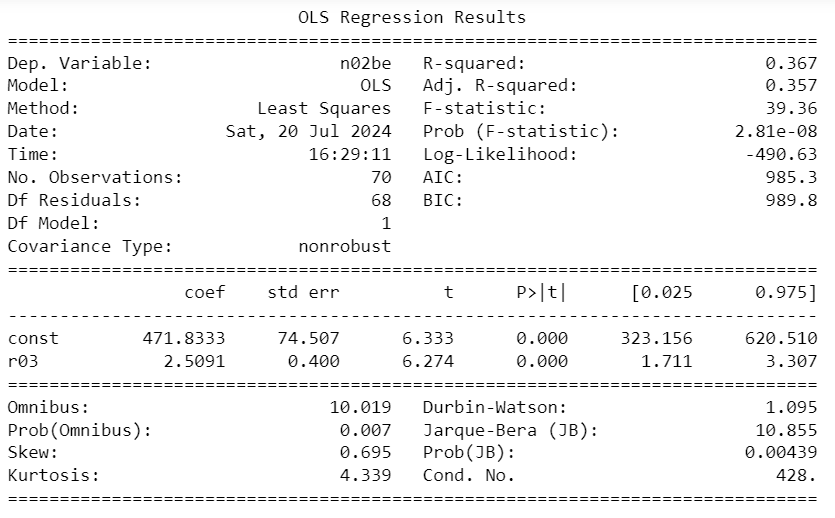 OLS Regression Results
==============================================================================
Dep. Variable: n02be R-squared: 0.367
Model: OLS Adj. R-squared: 0.357
Method: Least Squares F-statistic: 39.36
Date: Sat, 20 Jul 2024 Prob (F-statistic): 2.81e-08
Time: 16:29:11 Log-Likelihood: -490.63
No. Observations: 70 AIC: 985.3
Df Residuals: 68 BIC: 989.8
Df Model: 1
Covariance Type: nonrobust
==============================================================================
coef std err t P>|t| [0.025 0.975]
------------------------------------------------------------------------------
const 471.8333 74.507 6.333 0.000 323.156 620.510
r03 2.5091 0.400 6.274 0.000 1.711 3.307
==============================================================================
Omnibus: 10.019 Durbin-Watson: 1.095
Prob(Omnibus): 0.007 Jarque-Bera (JB): 10.855
Skew: 0.695 Prob(JB): 0.00439
Kurtosis: 4.339 Cond. No. 428.
==============================================================================